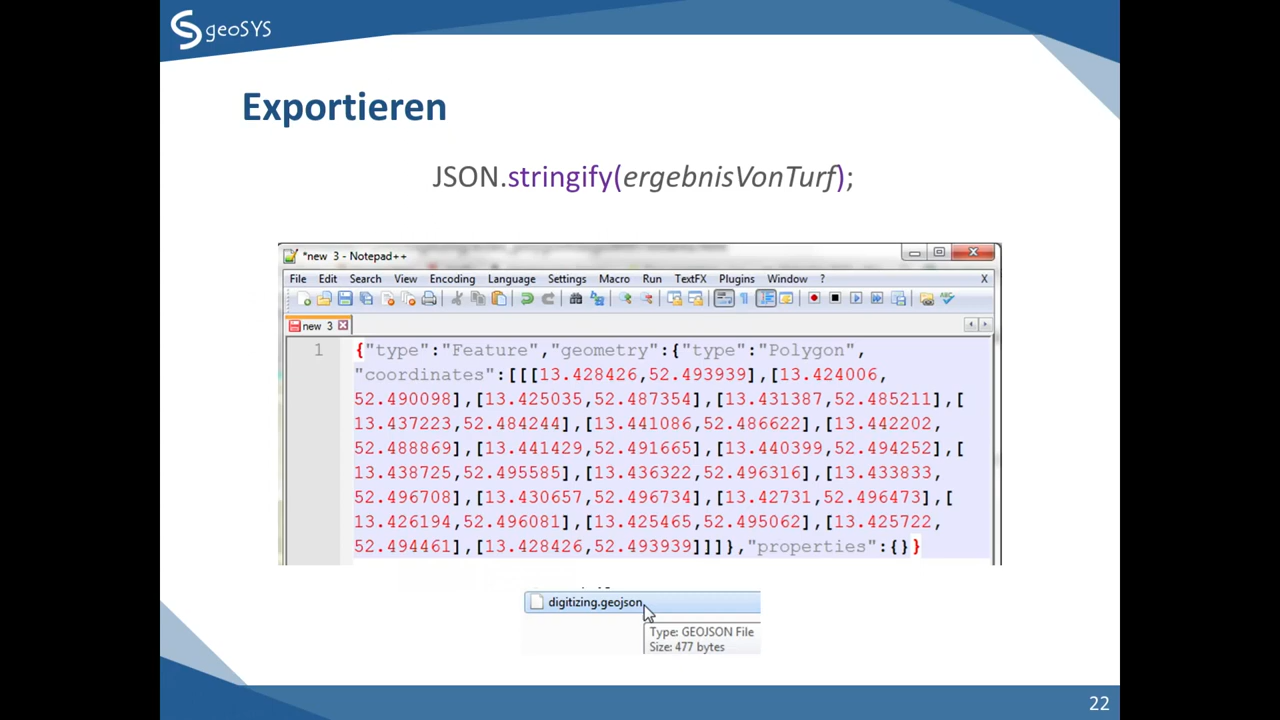 geoSYS
Exportieren
JSON.stringify(ergebnisVonTurf);
*new 3 - Notepad++
File Edit Search View Encoding Language Settings Macro Run TextFX Plugins Window ? X
new 3
1 {"type":"Feature","geometry":{"type":"Polygon",
"coordinates":[[[13.428426,52.493939],[13.424006,
52.490098],[13.425035,52.487354],[13.431387,52.485211],[
13.437223,52.484244],[13.441086,52.486622],[13.442202,
52.488869],[13.441429,52.491665],[13.440399,52.494252],[
13.438725,52.495585],[13.436322,52.496316],[13.433833,
52.496708],[13.430657,52.496734],[13.42731,52.496473],[
13.426194,52.496081],[13.425465,52.495062],[13.425722,
52.494461],[13.428426,52.493939]]]},"properties":{}}
digitizing.geojson
Type: GEOJSON File
Size: 477 bytes
22